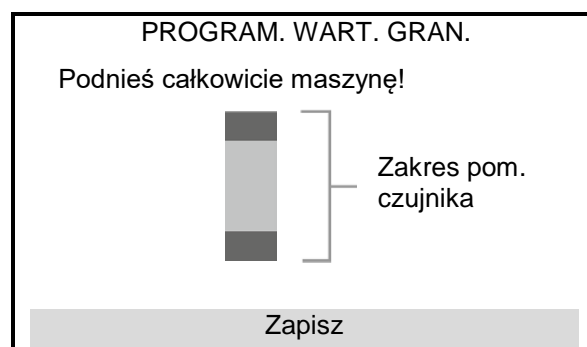 PROGRAM. WART. GRAN.
Podnieś całkowicie maszynę!
Zakres pom.
czujnika
Zapisz